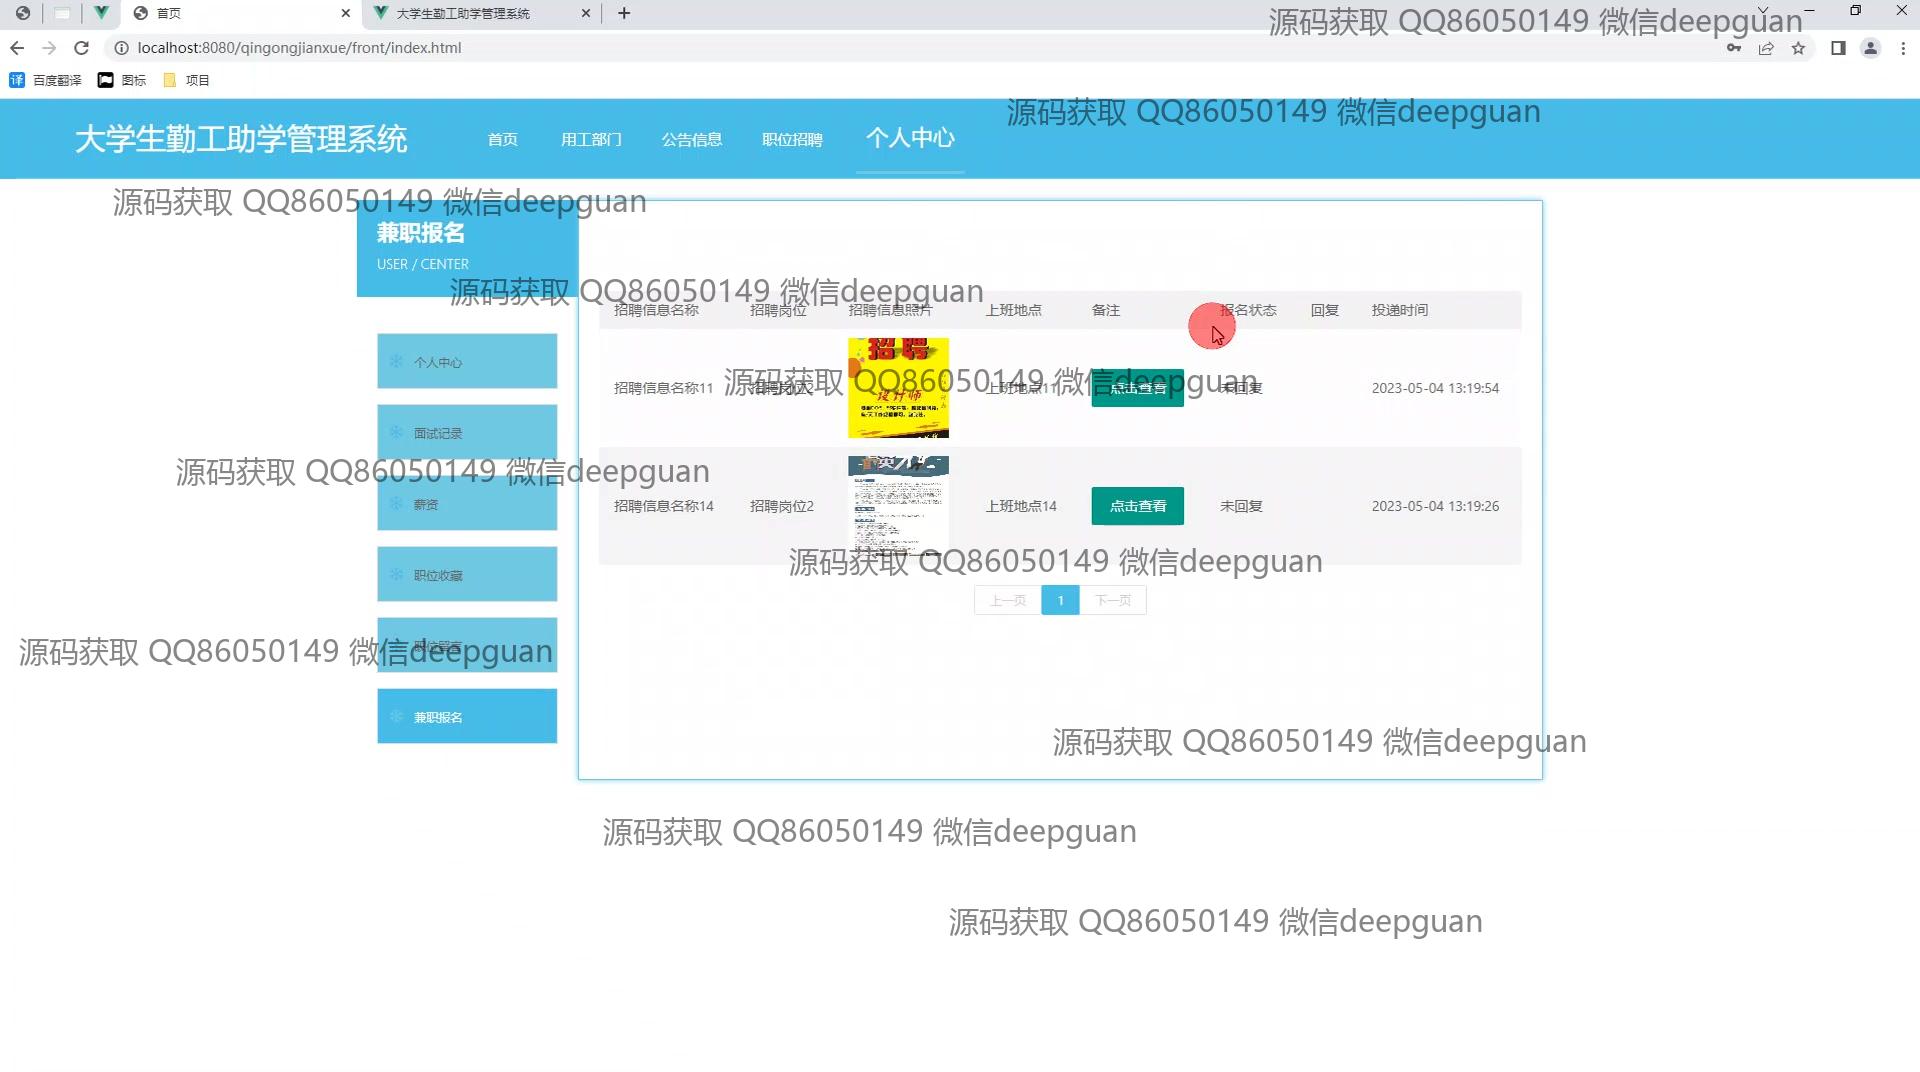 首页
大学生勤工助学管理系统
源码获取 QQ86050149 微信deepguan
localhost:8080/qingongjianxue/front/index.html
百度翻译 图标 项目
源码获取 QQ86050149 微信deepguan
大学生勤工助学管理系统 首页 用工部门 公告信息 职位招聘 个人中心
源码获取 QQ86050149 微信deepguan
兼职报名
USER / CENTER
源码获取 QQ86050149 微信deepguan
招聘信息名称 招聘岗位 招聘信息照片 上班地点 备注 报名状态 回复 投递时间
招聘
设计师
源码获取 QQ86050149 微信deepguan
招聘信息名称11 招聘岗位2 上班地点11 点击查看 未回复 2023-05-04 13:19:54
个人中心
面试记录
源码获取 QQ86050149 微信deepguan
薪资
招聘信息名称14 招聘岗位2 上班地点14 点击查看 未回复 2023-05-04 13:19:26
源码获取 QQ86050149 微信deepguan
职位收藏
上一页 1 下一页
职位留言
源码获取 QQ86050149 微信deepguan
兼职报名
源码获取 QQ86050149 微信deepguan
源码获取 QQ86050149 微信deepguan
源码获取 QQ86050149 微信deepguan